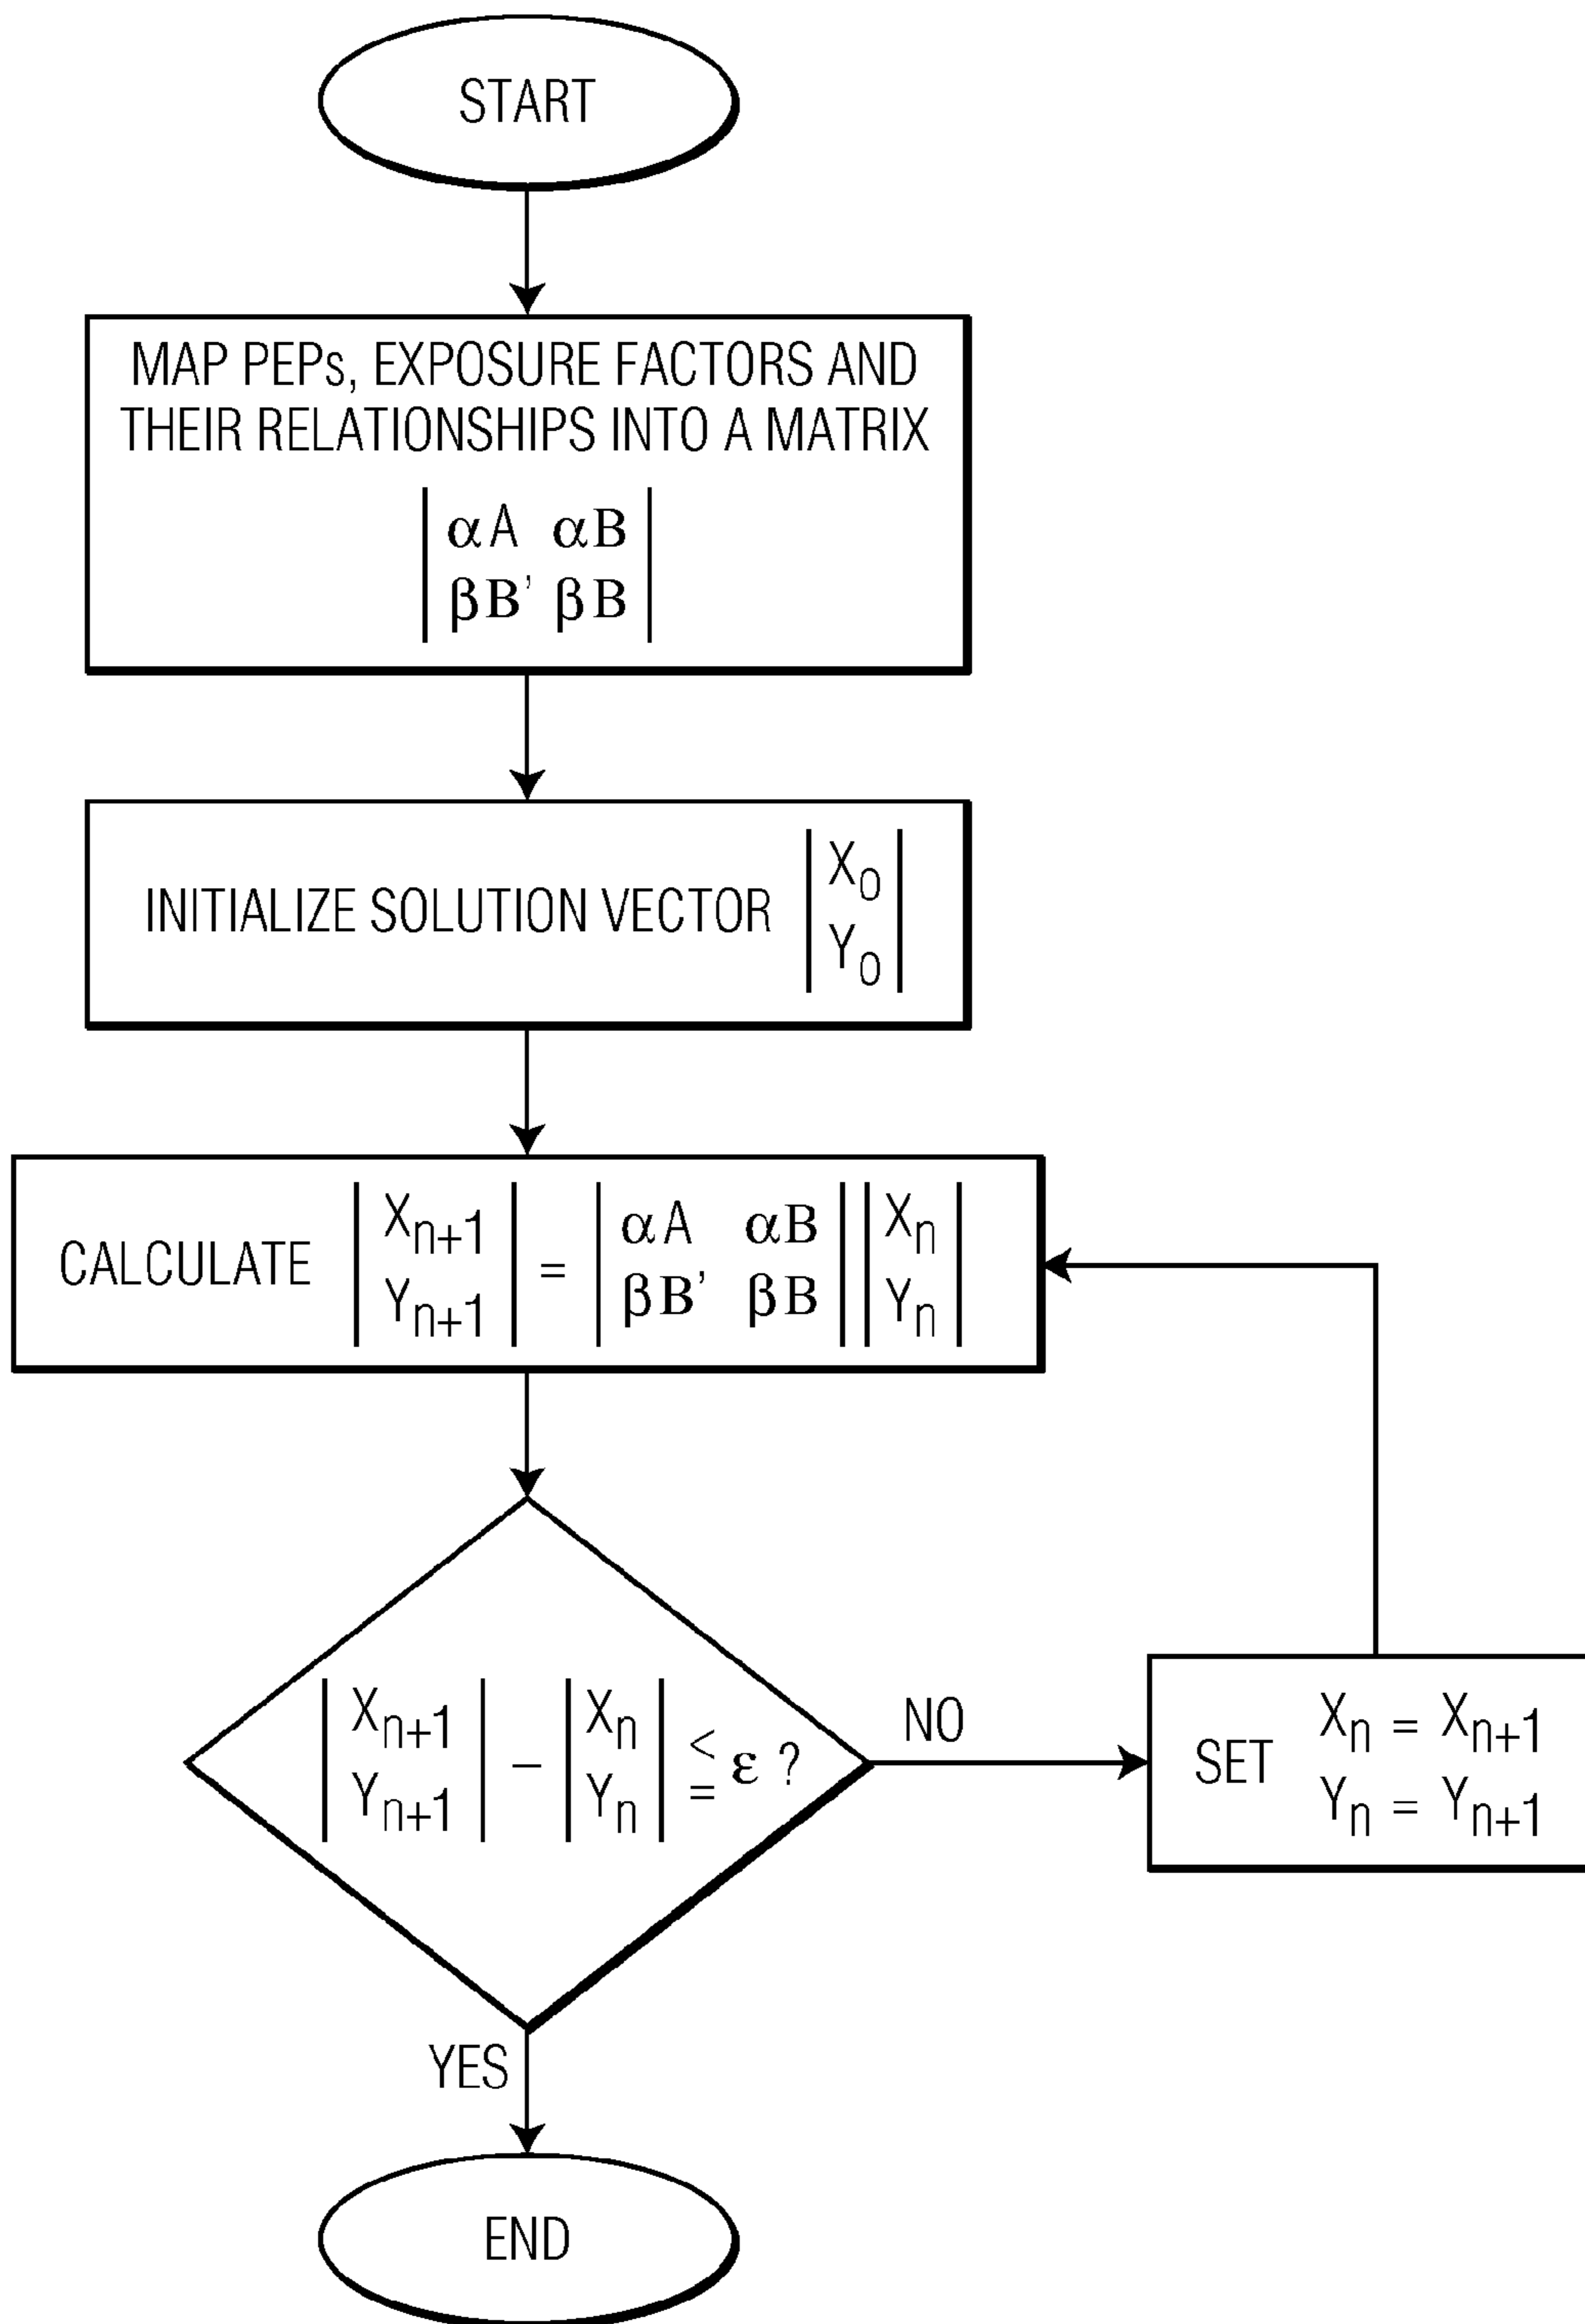 START
MAP PEPs, EXPOSURE FACTORS AND
THEIR RELATIONSHIPS INTO A MATRIX
| αA αB |
| βB' βB |
INITIALIZE SOLUTION VECTOR | X₀ |
| Y₀ |
CALCULATE | Xₙ₊₁ | = | αA αB | | Xₙ |
| Yₙ₊₁ | | βB' βB | | Yₙ |
| Xₙ₊₁ | – | Xₙ | ≤ ε ?
| Yₙ₊₁ | | Yₙ |
NO
SET Xₙ = Xₙ₊₁
Yₙ = Yₙ₊₁
YES
END